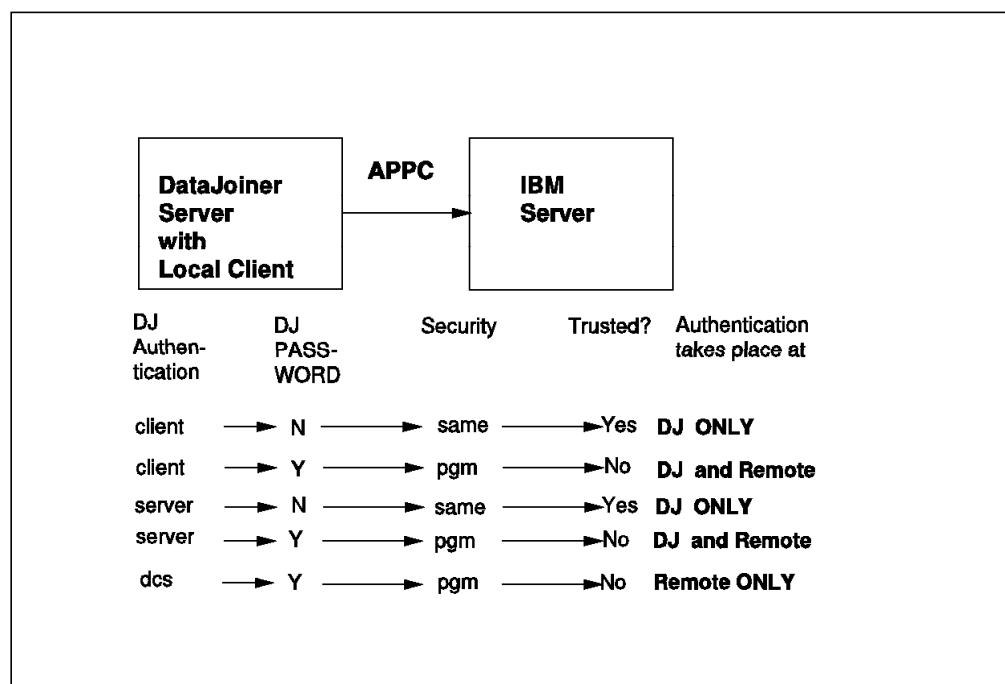 DataJoiner
Server
with
Local Client
APPC
IBM
Server
DJ
Authen-
tication
DJ
PASS-
WORD
Security
Trusted?
Authentication
takes place at
client N same Yes DJ ONLY
client Y pgm No DJ and Remote
server N same Yes DJ ONLY
server Y pgm No DJ and Remote
dcs Y pgm No Remote ONLY